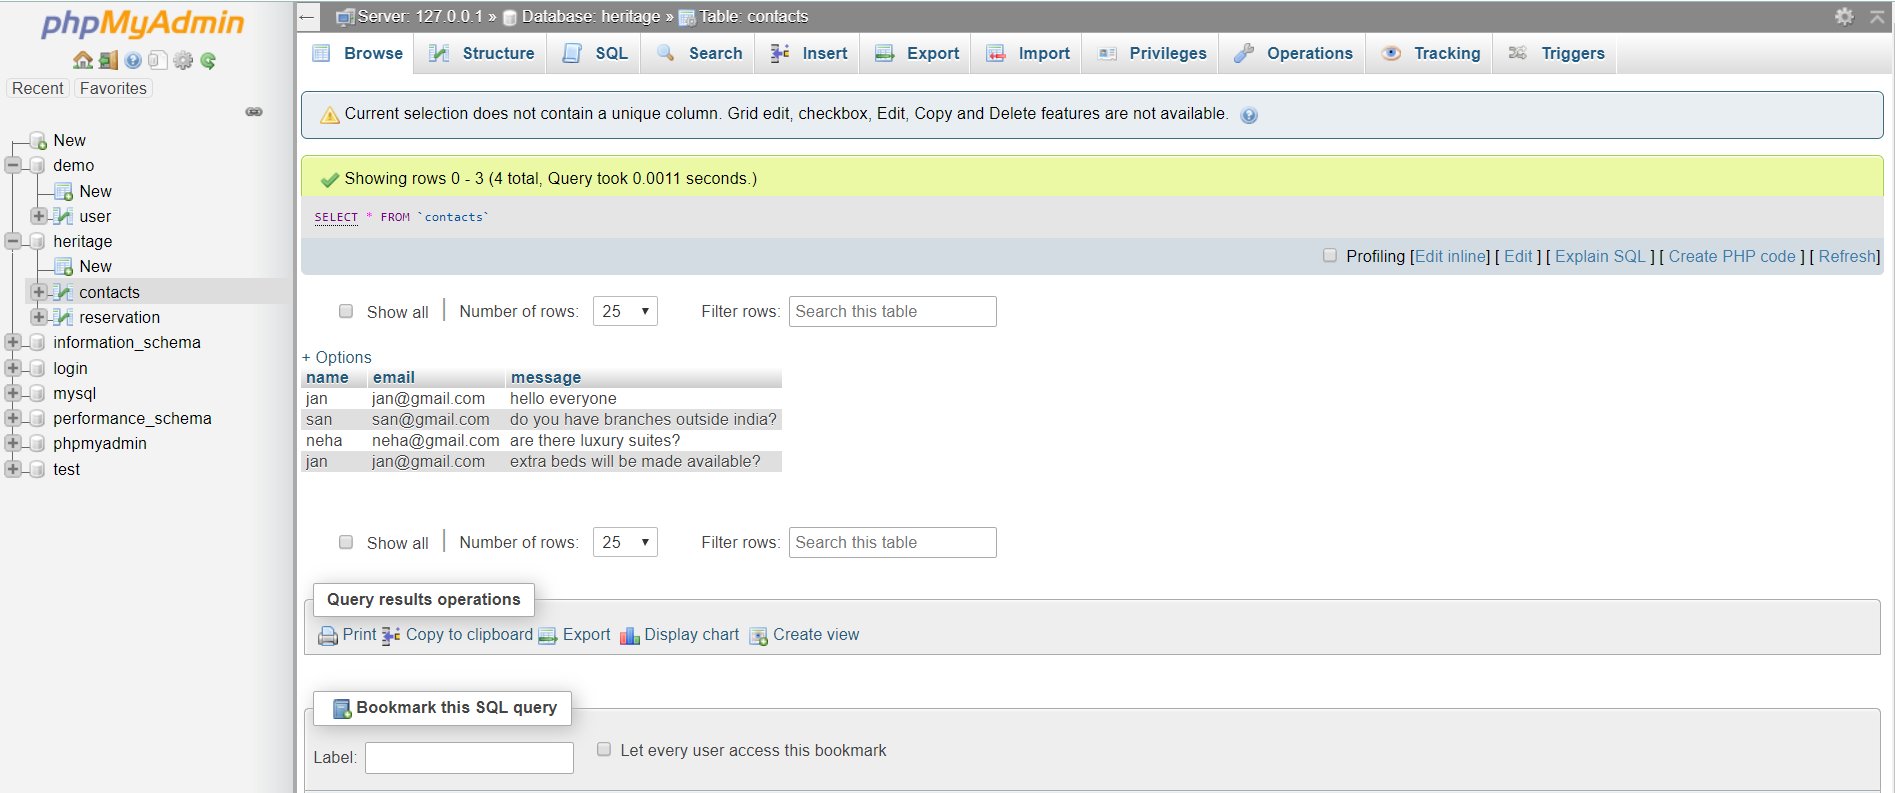 phpMyAdmin
Recent Favorites
New
demo
New
user
heritage
New
contacts
reservation
information_schema
login
mysql
performance_schema
phpmyadmin
test
Server: 127.0.0.1 » Database: heritage » Table: contacts
Browse Structure SQL Search Insert Export Import Privileges Operations Tracking Triggers
Current selection does not contain a unique column. Grid edit, checkbox, Edit, Copy and Delete features are not available.
Showing rows 0 - 3 (4 total, Query took 0.0011 seconds.)
SELECT * FROM `contacts`
Profiling [Edit inline] [ Edit ] [ Explain SQL ] [ Create PHP code ] [ Refresh]
Show all | Number of rows: 25 Filter rows: Search this table
+ Options
name email message
jan jan@gmail.com hello everyone
san san@gmail.com do you have branches outside india?
neha neha@gmail.com are there luxury suites?
jan jan@gmail.com extra beds will be made available?
Show all | Number of rows: 25 Filter rows: Search this table
Query results operations
Print Copy to clipboard Export Display chart Create view
Bookmark this SQL query
Label: Let every user access this bookmark